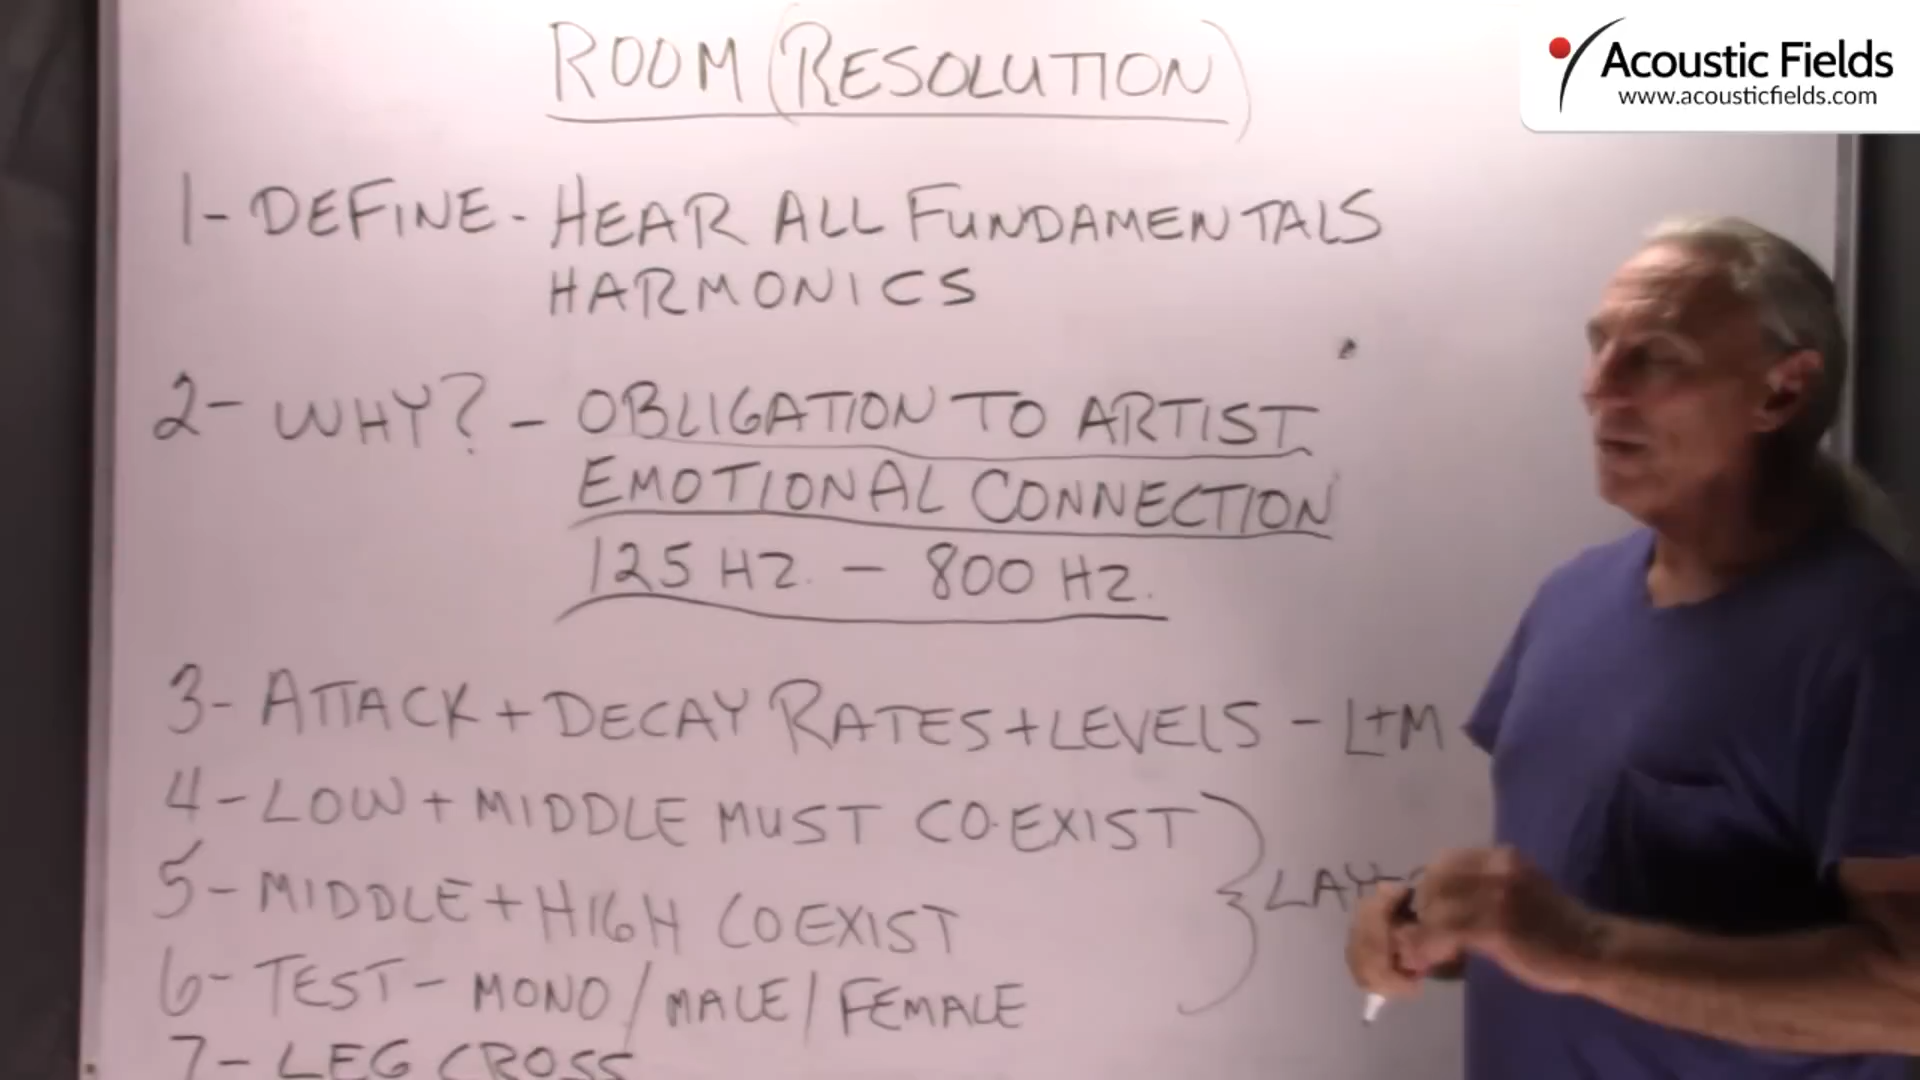 ROOM (RESOLUTION)
Acoustic Fields
www.acousticfields.com
1- DEFINE - HEAR ALL FUNDAMENTALS
HARMONICS
2- WHY? - OBLIGATION TO ARTIST
EMOTIONAL CONNECTION
125 HZ. - 800 HZ.
3- ATTACK + DECAY RATES + LEVELS - L+M
4- LOW + MIDDLE MUST CO-EXIST
5- MIDDLE + HIGH COEXIST
6- TEST - MONO / MALE / FEMALE
7- LEG CROSS